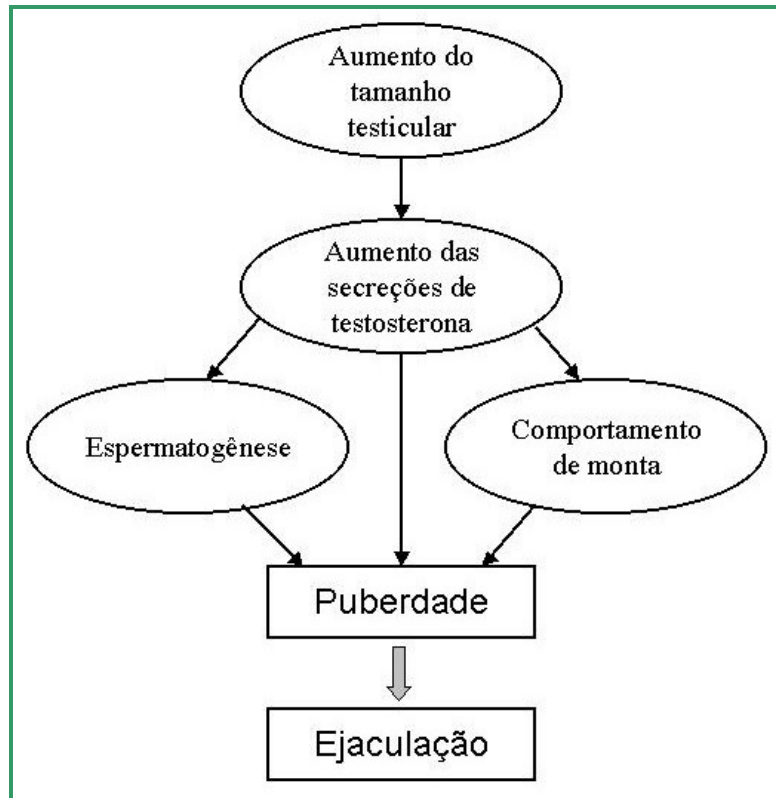 Aumento do
tamanho
testicular
Aumento das
secreções de
testosterona
Espermatogênese
Comportamento
de monta
Puberdade
Ejaculação